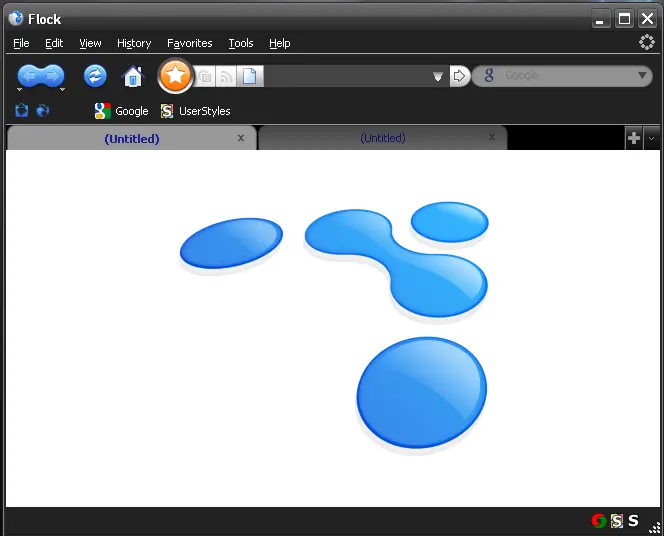 Flock
File Edit View History Favorites Tools Help
Google
Google UserStyles
(Untitled) x (Untitled) x
S S